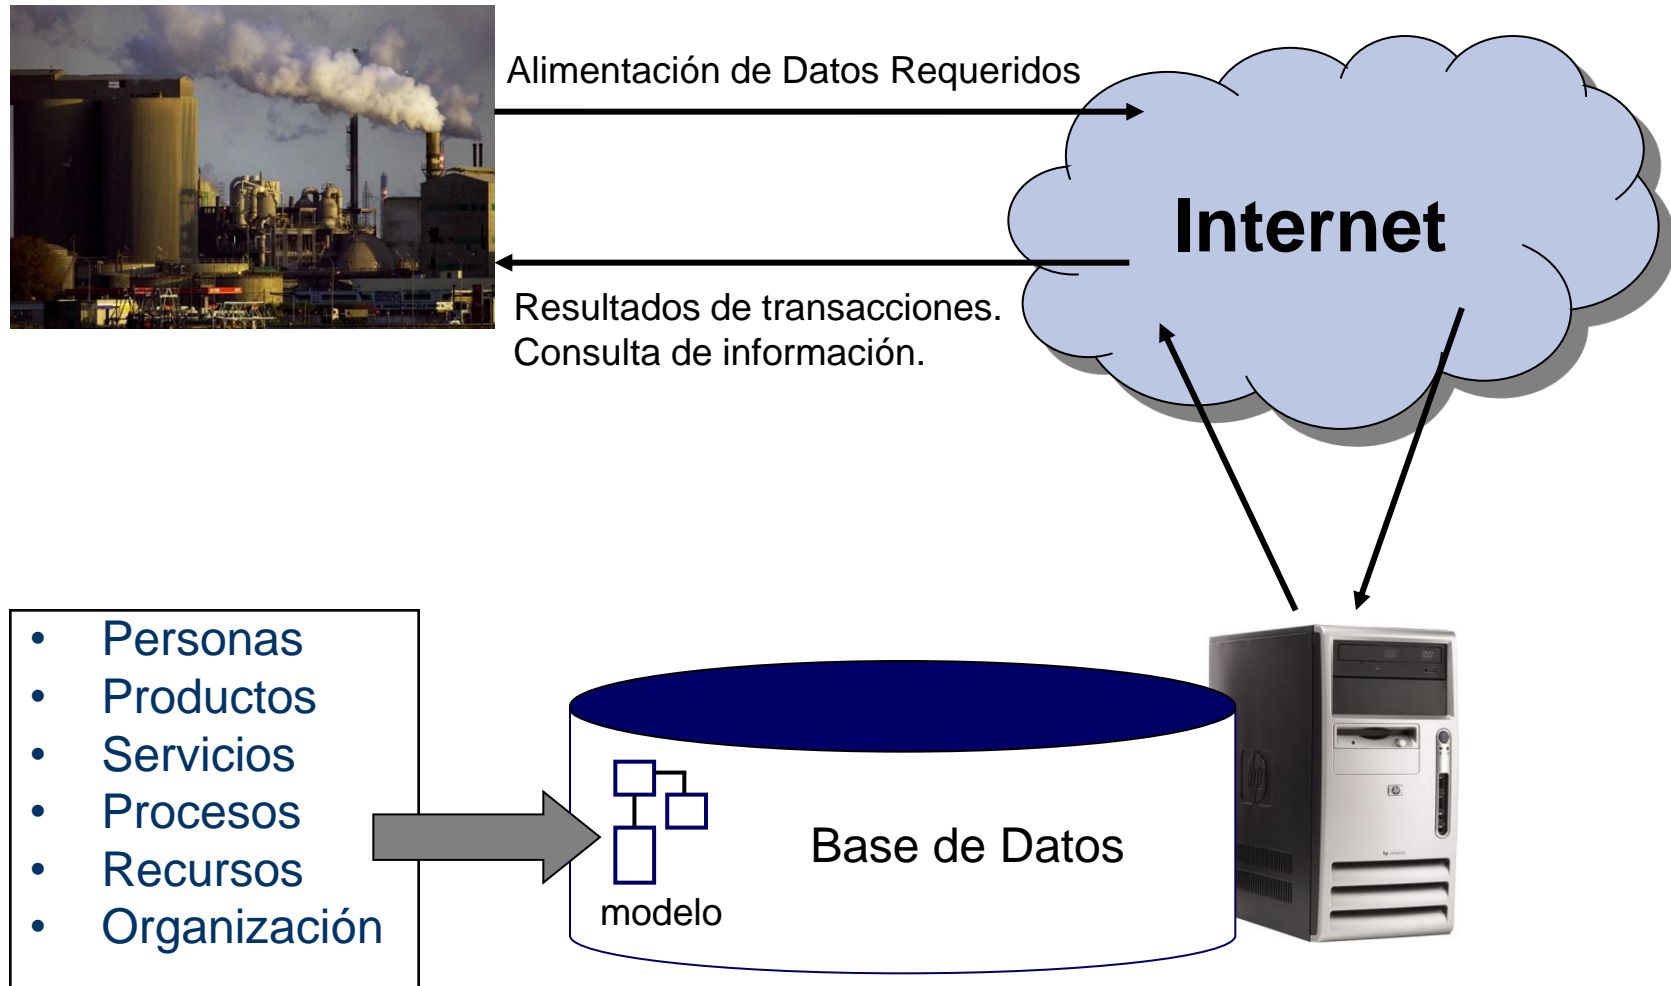 Alimentación de Datos Requeridos
Internet
Resultados de transacciones.
Consulta de información.
• Personas
• Productos
• Servicios
• Procesos
• Recursos
• Organización
modelo
Base de Datos